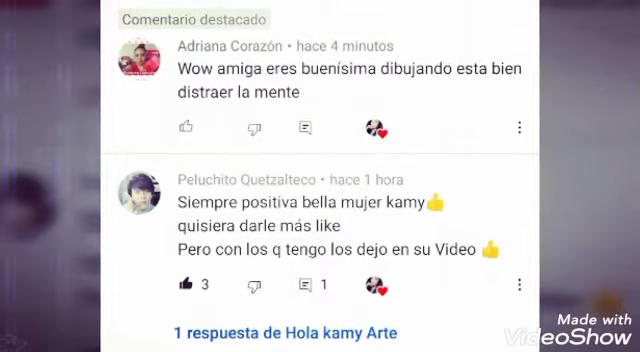 Comentario destacado
Adriana Corazón • hace 4 minutos
Wow amiga eres buenísima dibujando esta bien
distraer la mente
Peluchito Quetzalteco • hace 1 hora
Siempre positiva bella mujer kamy👍
quisiera darle más like
Pero con los q tengo los dejo en su Video 👍
3
1
1 respuesta de Hola kamy Arte
Made with
VideoShow